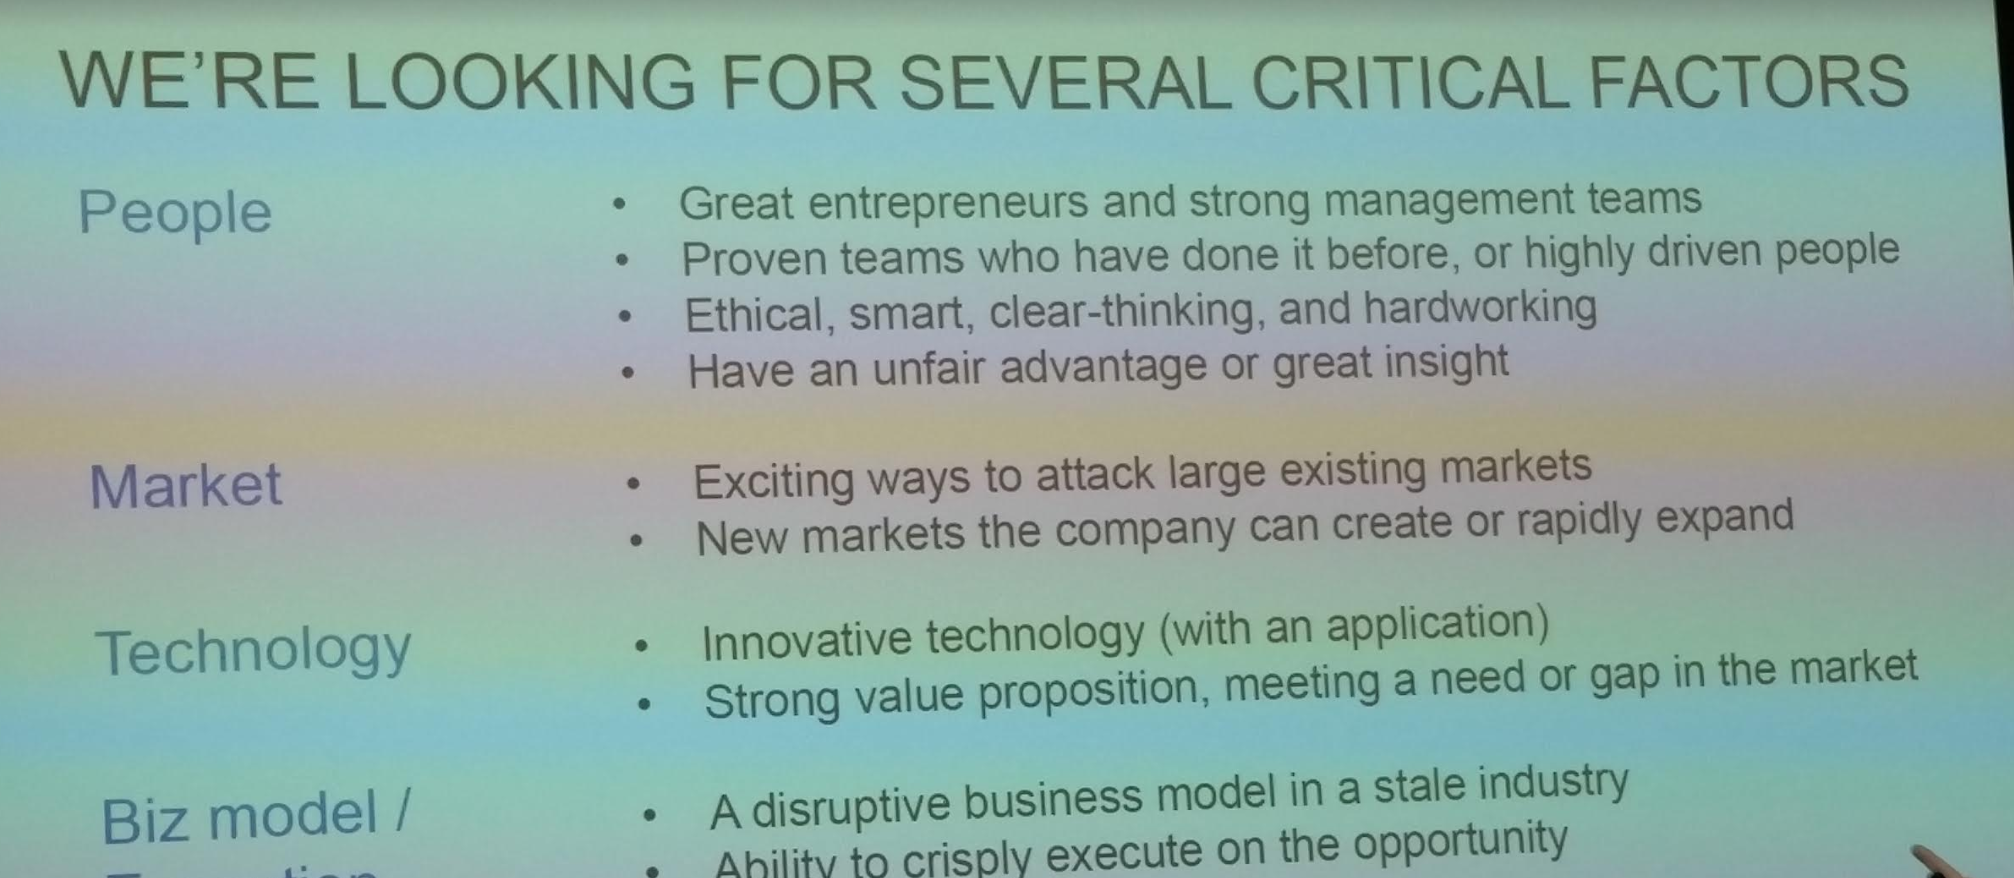 WE'RE LOOKING FOR SEVERAL CRITICAL FACTORS
People
• Great entrepreneurs and strong management teams
• Proven teams who have done it before, or highly driven people
• Ethical, smart, clear-thinking, and hardworking
• Have an unfair advantage or great insight
Market
• Exciting ways to attack large existing markets
• New markets the company can create or rapidly expand
Technology
• Innovative technology (with an application)
• Strong value proposition, meeting a need or gap in the market
Biz model /
• A disruptive business model in a stale industry
• Ability to crisply execute on the opportunity